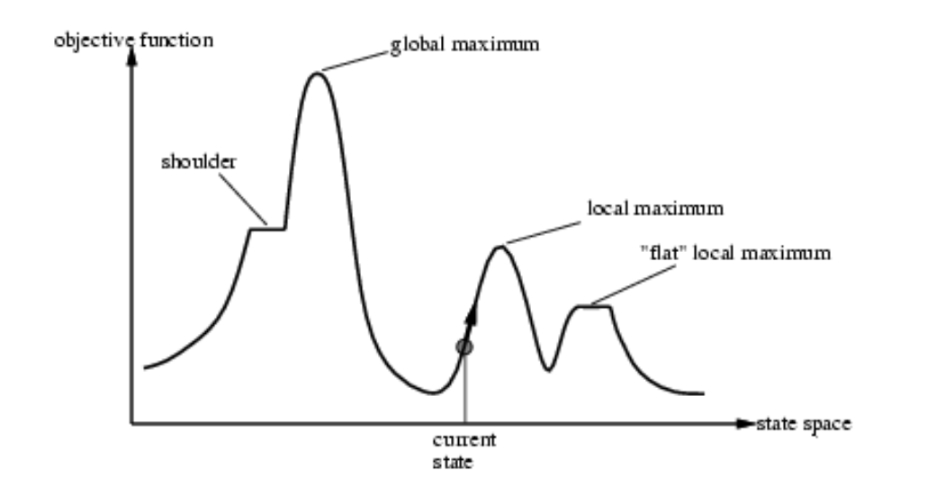 objective function
global maximum
shoulder
local maximum
"flat" local maximum
state space
current
state